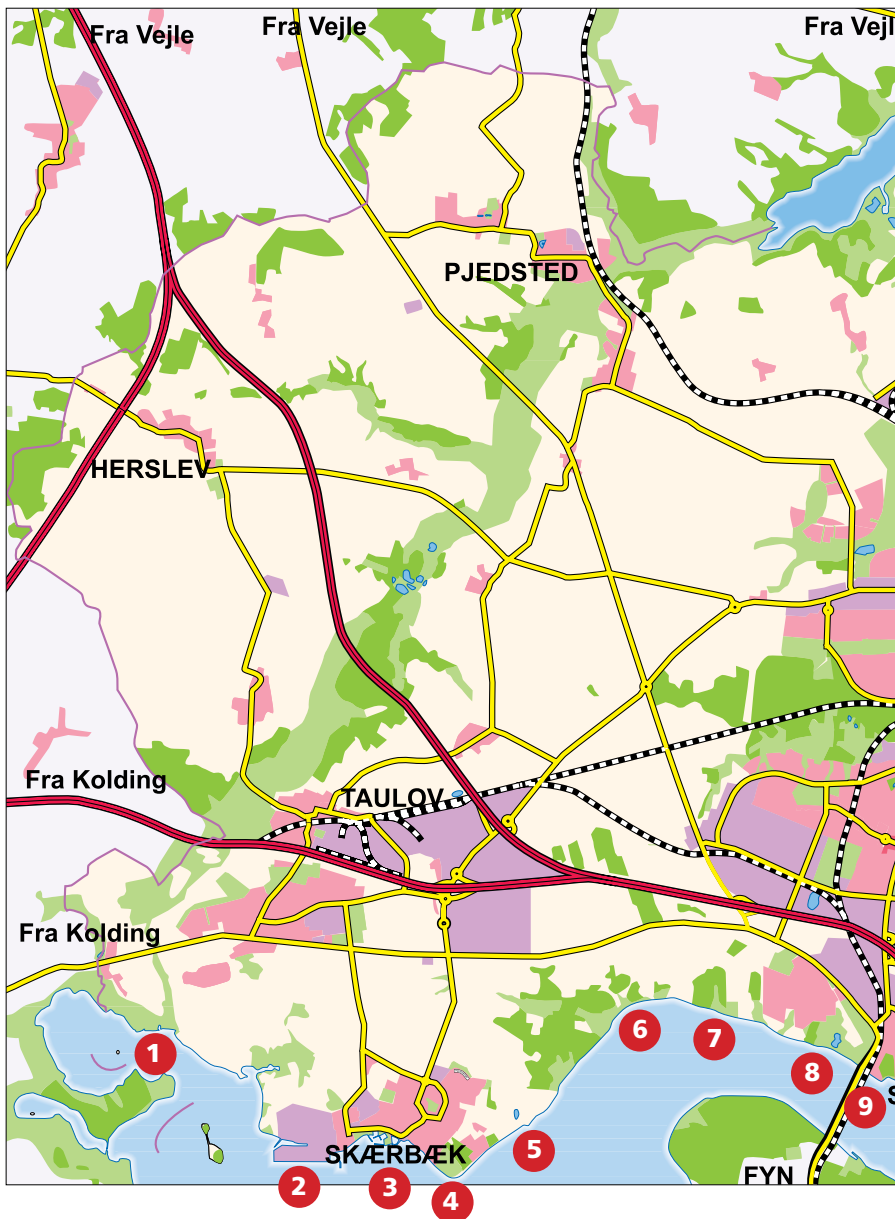 Fra Vejle
Fra Vejle
Fra Vejl
PJEDSTED
HERSLEV
Fra Kolding
TAULOV
Fra Kolding
6
7
1
8
9
S
5
SKÆRBÆK
FYN
2
3
4